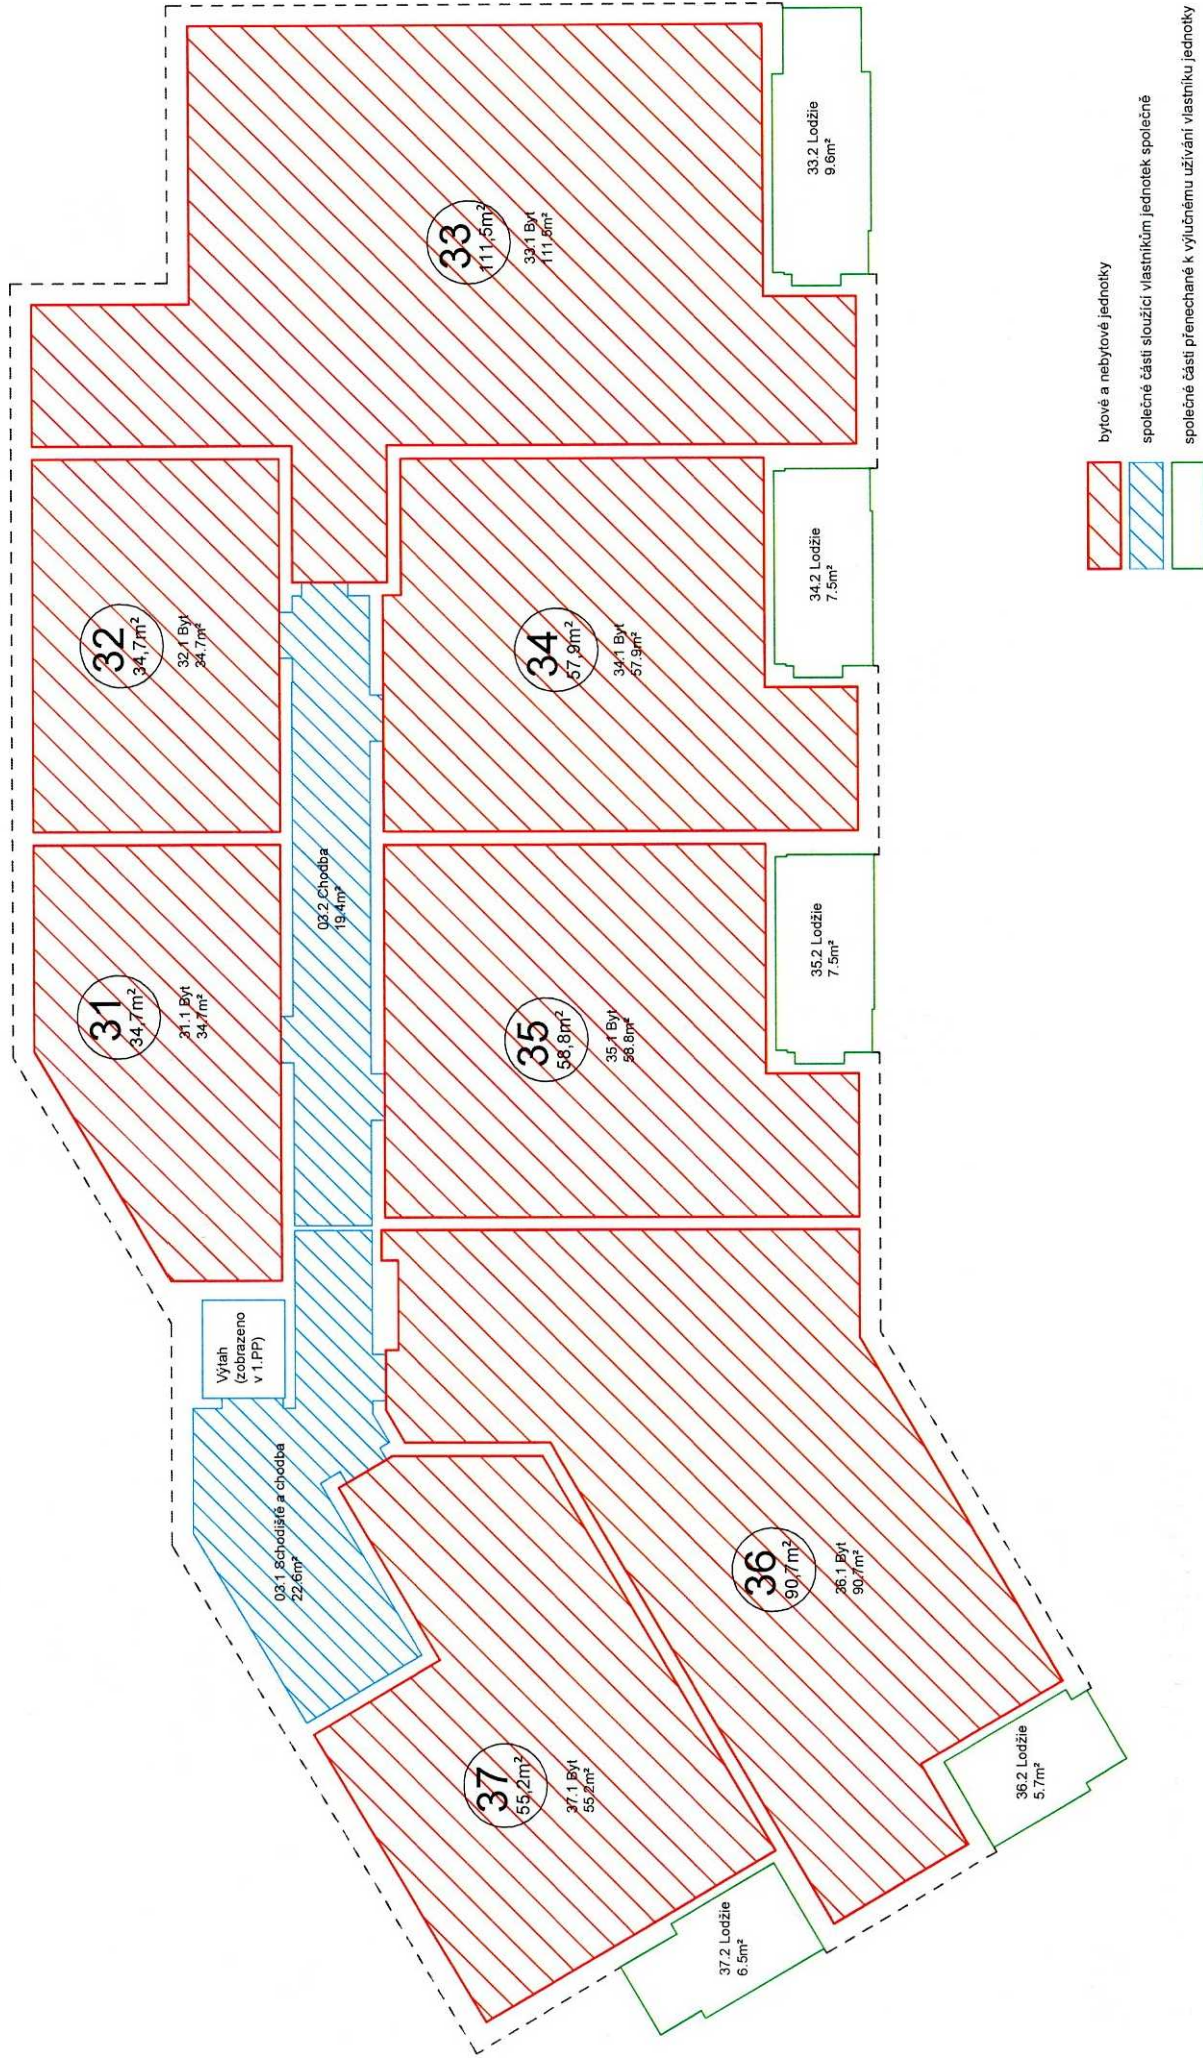 31
34,7m²
31.1 Byt
34.7m²
32
34,7m²
32.1 Byt
34.7m²
33
111,5m²
33.1 Byt
111.5m²
33.2 Lodžie
9.6m²
34
57,9m²
34.1 Byt
57.9m²
34.2 Lodžie
7.5m²
35
58,8m²
35.1 Byt
58.8m²
35.2 Lodžie
7.5m²
36
90,7m²
36.1 Byt
90.7m²
36.2 Lodžie
5.7m²
37
55,2m²
37.1 Byt
55.2m²
37.2 Lodžie
6.5m²
03.1 Schodiště a chodba
22.6m²
03.2 Chodba
19.4m²
Výtah
(zobrazeno
v 1.PP)
bytové a nebytové jednotky
společné části sloužící vlastníkům jednotek společně
společné části přenechané k výlučnému užívání vlastníku jednotky